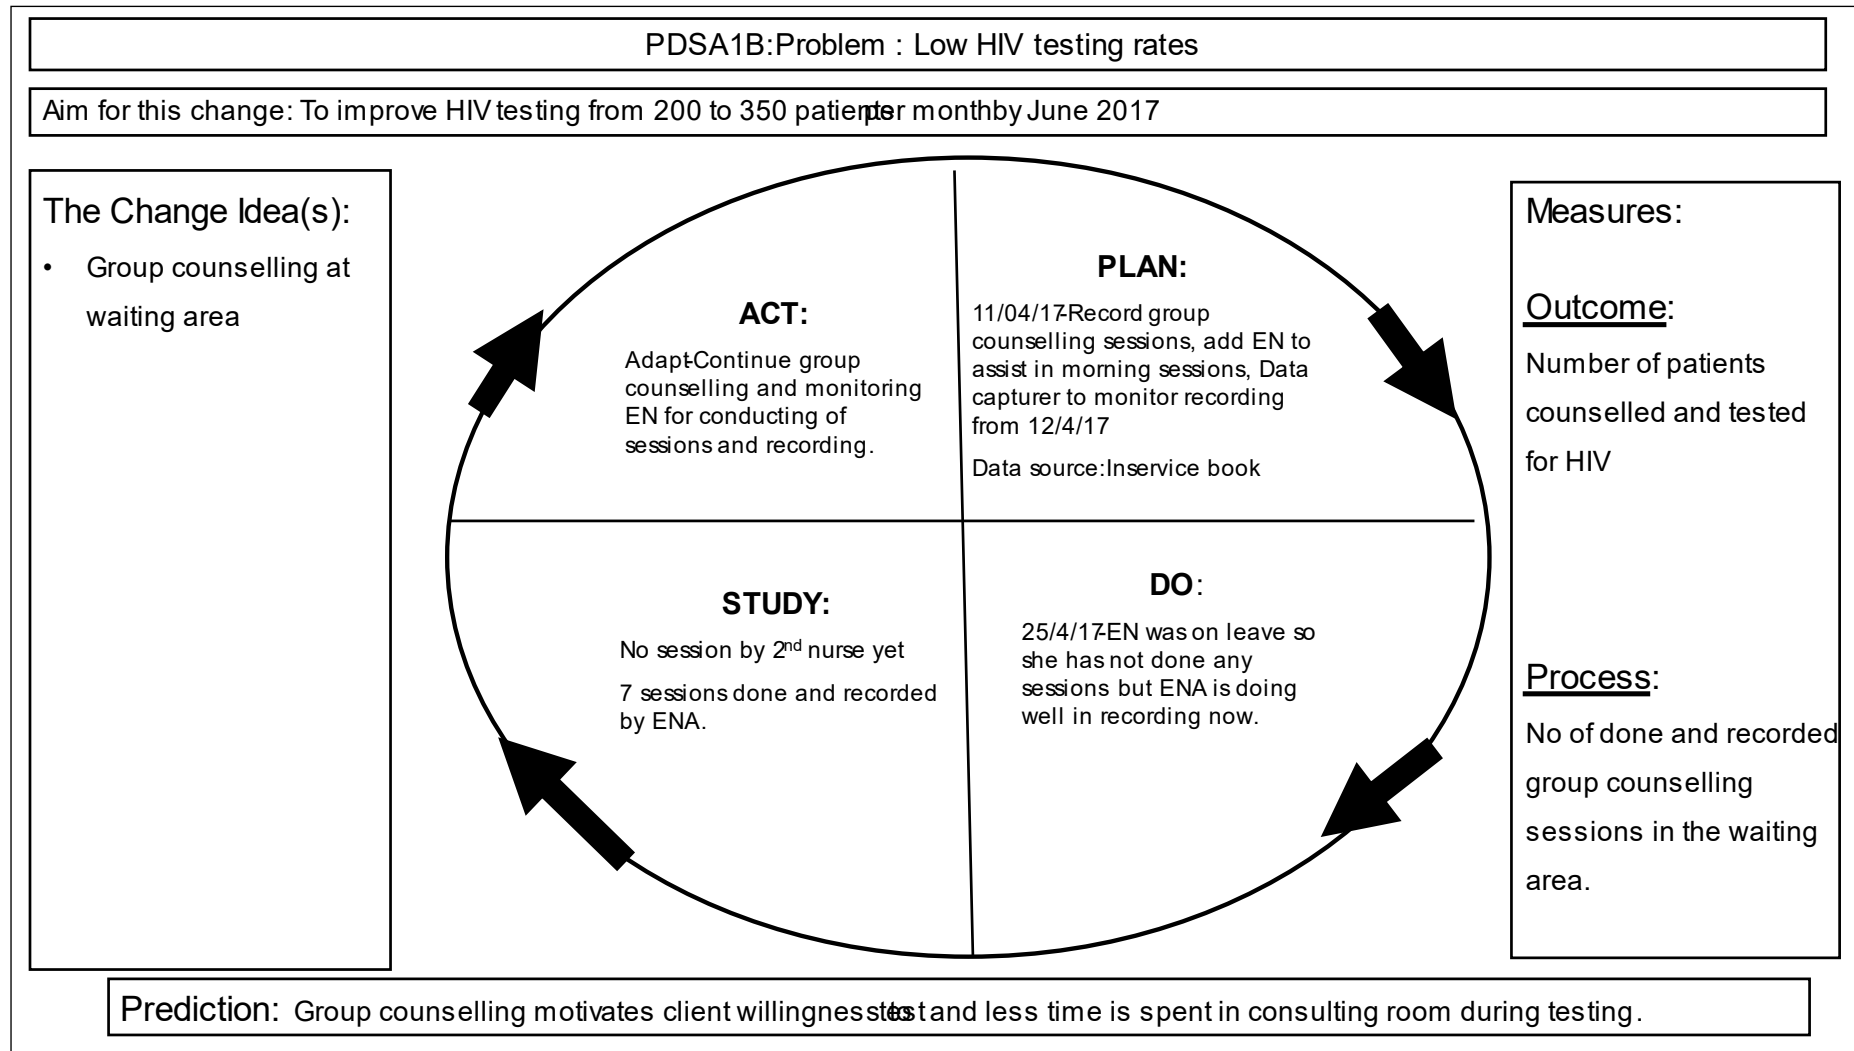 PDSA1B:Problem : Low HIV testing rates
Aim for this change: To improve HIV testing from 200 to 350 patients per month by June 2017
The Change Idea(s):
• Group counselling at
waiting area
ACT:
Adapt-Continue group
counselling and monitoring
EN for conducting of
sessions and recording.
PLAN:
11/04/17-Record group
counselling sessions, add EN to
assist in morning sessions, Data
capturer to monitor recording
from 12/4/17
Data source:Inservice book
STUDY:
No session by 2nd nurse yet
7 sessions done and recorded
by ENA.
DO:
25/4/17-EN was on leave so
she has not done any
sessions but ENA is doing
well in recording now.
Measures:
Outcome:
Number of patients
counselled and tested
for HIV
Process:
No of done and recorded
group counselling
sessions in the waiting
area.
Prediction: Group counselling motivates client willingness to test and less time is spent in consulting room during testing.